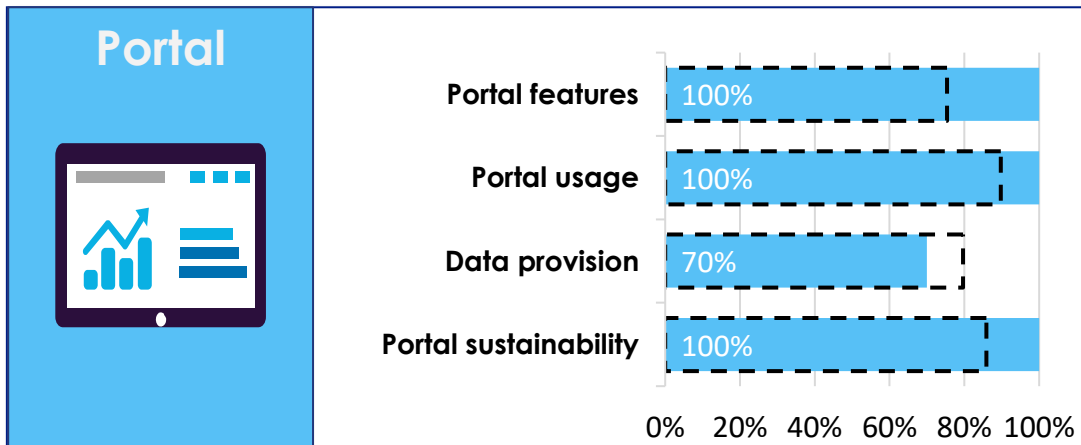 Portal
Portal features
100%
Portal usage
100%
Data provision
70%
Portal sustainability
100%
0% 20% 40% 60% 80% 100%